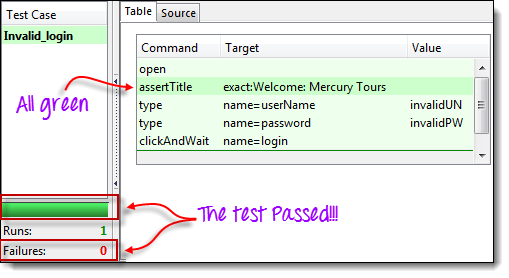 Test Case
Table Source
Invalid_login
Command Target Value
open
assertTitle exact:Welcome: Mercury Tours
type name=userName invalidUN
type name=password invalidPW
clickAndWait name=login
All green
The test Passed!!!
Runs: 1
Failures: 0